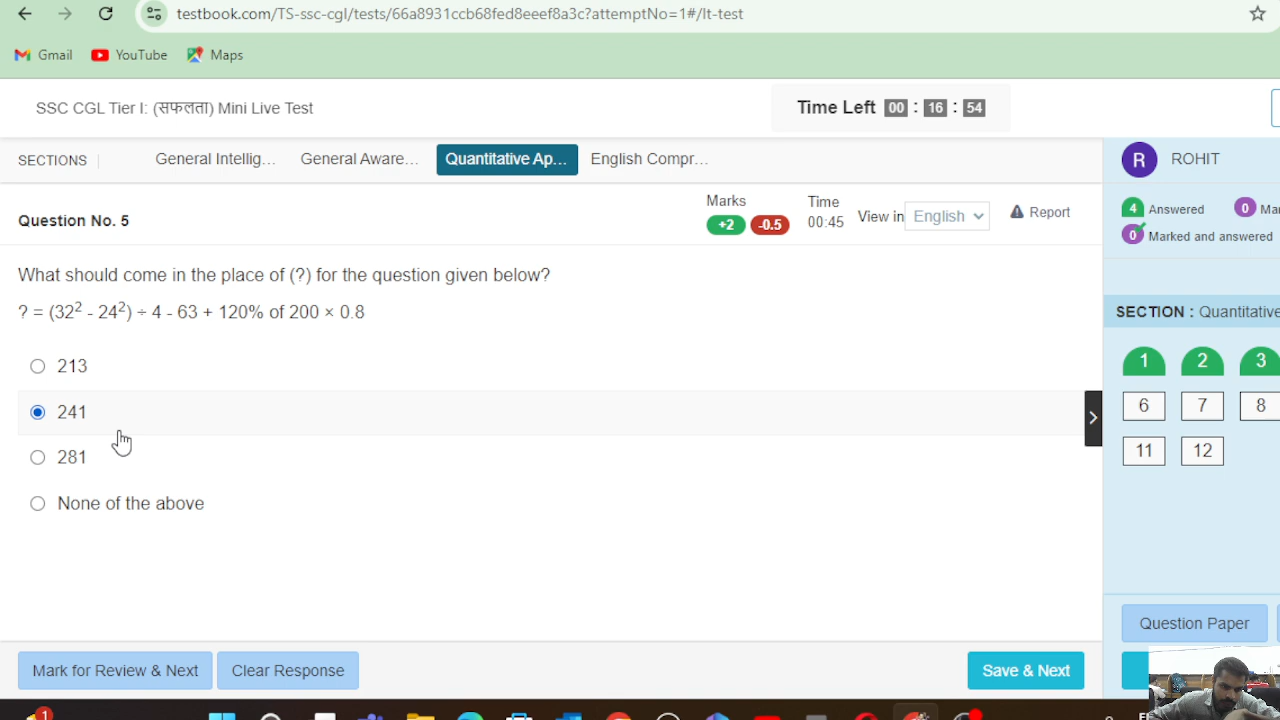 testbook.com/TS-ssc-cgl/tests/66a8931ccb68fed8eeef8a3c?attemptNo=1#/lt-test
Gmail YouTube Maps
SSC CGL Tier I: (सफलता) Mini Live Test
Time Left 00 : 16 : 54
SECTIONS General Intellig... General Aware... Quantitative Ap... English Compr...
R ROHIT
Question No. 5
Marks
+2 -0.5
Time
00:45
View in English
Report
4 Answered 0 Ma
0 Marked and answered
What should come in the place of (?) for the question given below?
? = (32² - 24²) ÷ 4 - 63 + 120% of 200 × 0.8
213
241
281
None of the above
SECTION : Quantitative
1 2 3
6 7 8
11 12
Question Paper
Mark for Review & Next Clear Response Save & Next
1